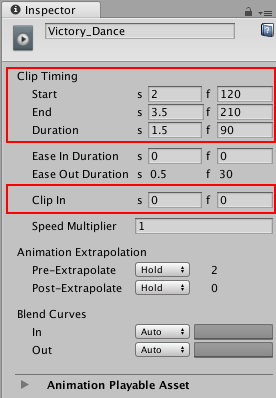 Inspector
Victory_Dance
Clip Timing
Start s 2 f 120
End s 3.5 f 210
Duration s 1.5 f 90
Ease In Duration s 0 f 0
Ease Out Duration s 0.5 f 30
Clip In s 0 f 0
Speed Multiplier 1
Animation Extrapolation
Pre-Extrapolate Hold 2
Post-Extrapolate Hold 0
Blend Curves
In Auto
Out Auto
Animation Playable Asset